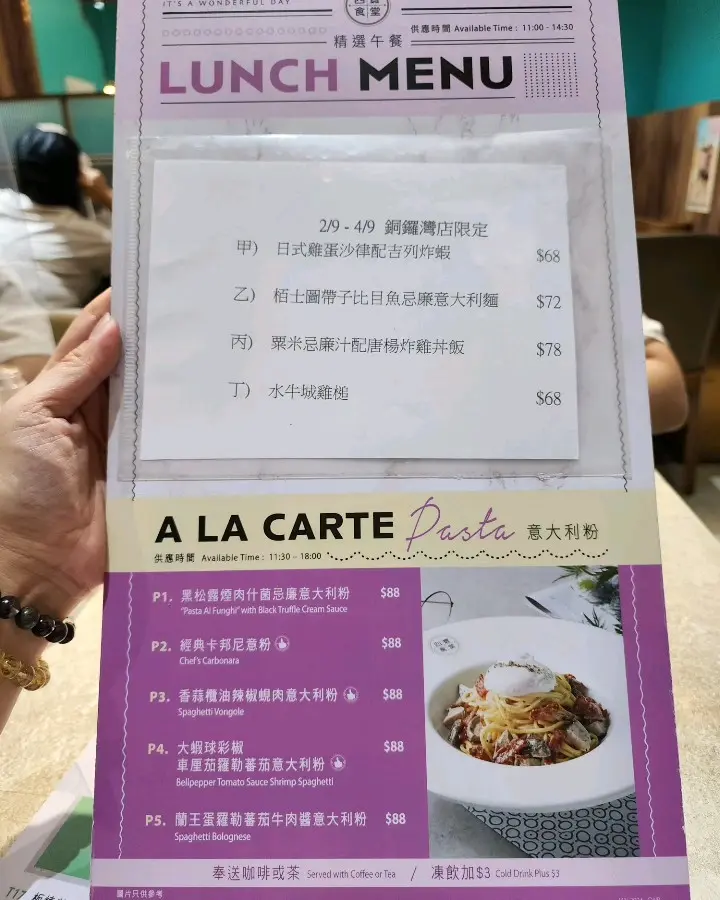 IT'S A WONDERFUL DAY
食堂
供應時間 Available Time : 11:00 - 14:30
精選午餐
LUNCH MENU
2/9 - 4/9 銅鑼灣店限定
甲) 日式雞蛋沙律配吉列炸蝦 $68
乙) 栢士圖帶子比目魚忌廉意大利麵 $72
丙) 粟米忌廉汁配唐楊炸雞丼飯 $78
丁) 水牛城雞槌 $68
A LA CARTE Pasta 意大利粉
供應時間 Available Time : 11:30 - 18:00
P1. 黑松露煙肉什菌忌廉意大利粉 $88
"Pasta Al Funghi" with Black Truffle Cream Sauce
P2. 經典卡邦尼意粉 $88
Chef's Carbonara
P3. 香蒜欖油辣椒蜆肉意大利粉 $88
Spaghetti Vongole
P4. 大蝦球彩椒 $88
車厘茄羅勒蕃茄意大利粉
Bellpepper Tomato Sauce Shrimp Spaghetti
P5. 蘭王蛋羅勒蕃茄牛肉醬意大利粉 $88
Spaghetti Bolognese
奉送咖啡或茶 Served with Coffee or Tea / 凍飲加$3 Cold Drink Plus $3
圖片只供參考